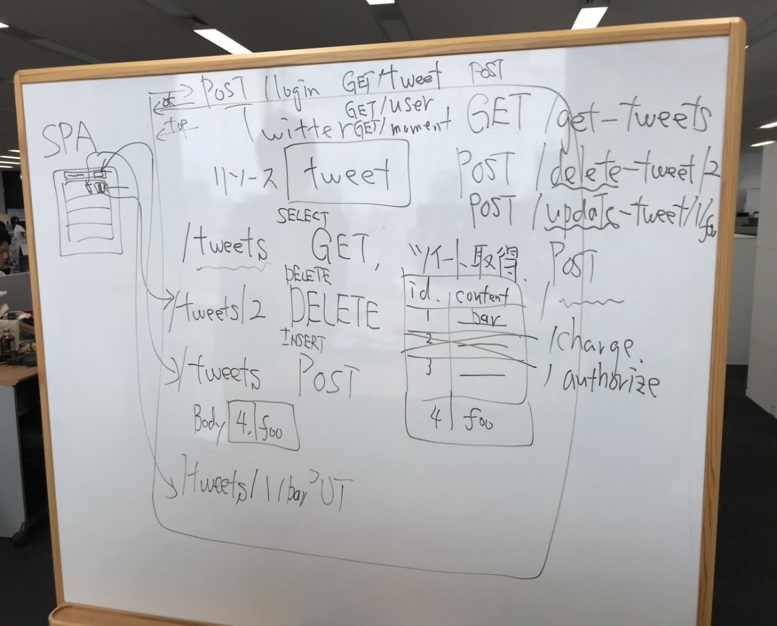 POST /login GET/tweet POST
ok
top
GET/user
twitter GET/moment
GET /get-tweets
SPA
リソース tweet
POST /delete-tweet/2
POST /update-tweet/1/foo
SELECT
/tweets GET,
ツイート取得
POST
DELETE
/tweets/2 DELETE
id. content
1 bar
2
3
/charge
/authorize
INSERT
/tweets POST
Body 4, foo
4 foo
/tweets/1/bar PUT